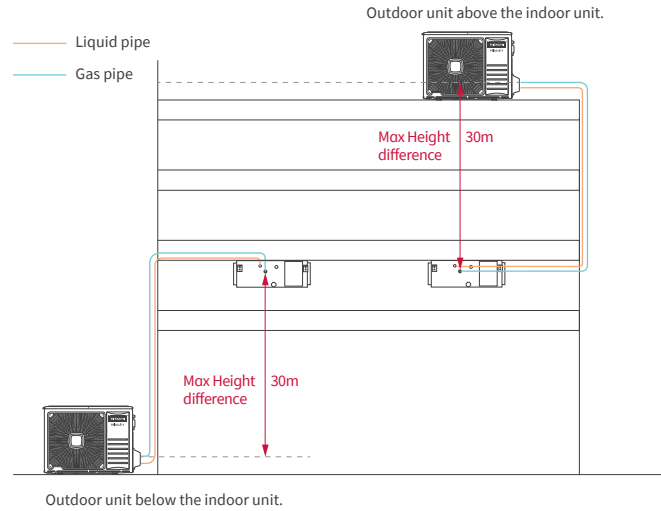 Outdoor unit above the indoor unit.
Liquid pipe
Gas pipe
Max Height 30m
difference
Max Height 30m
difference
Outdoor unit below the indoor unit.